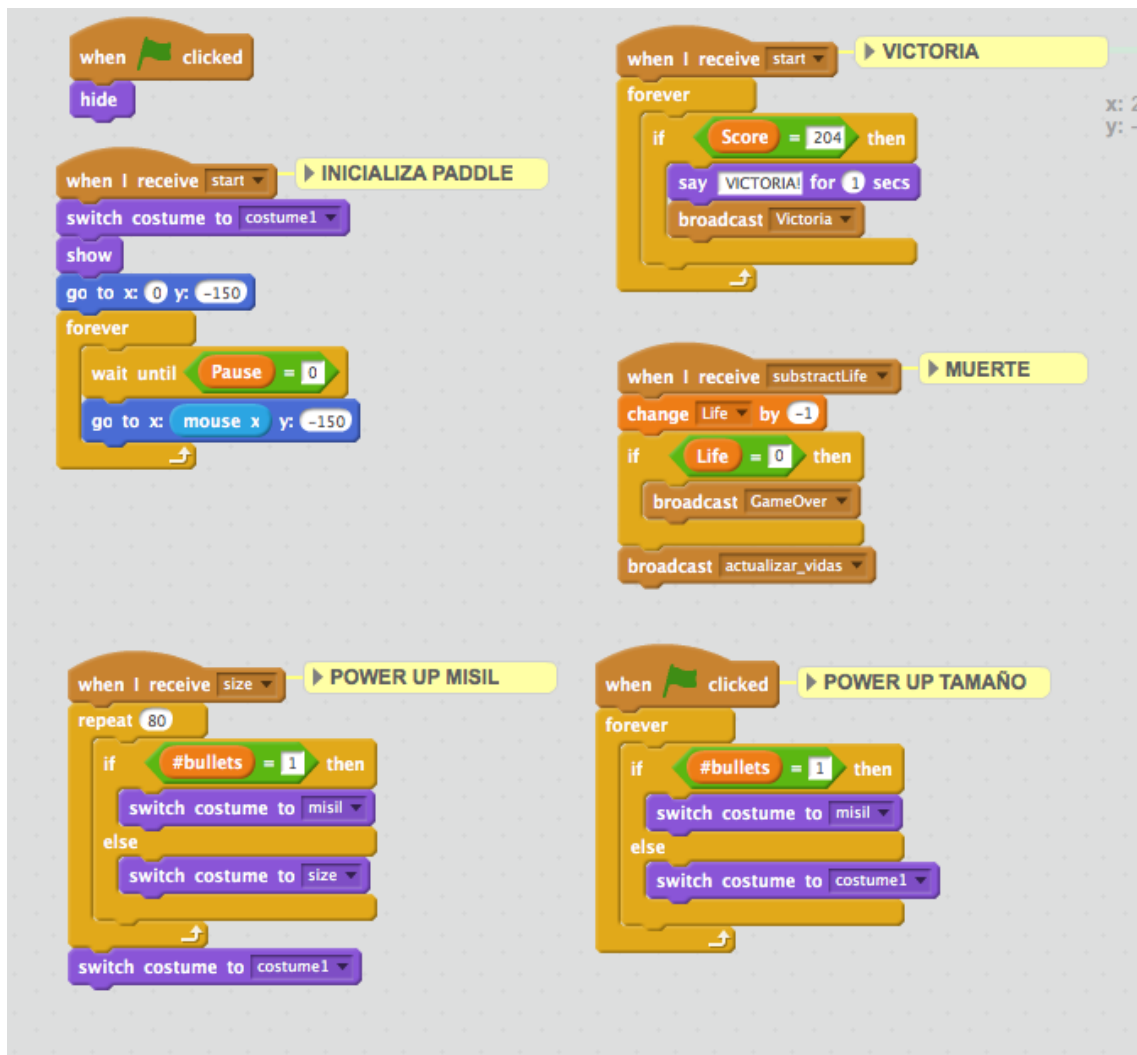 when clicked
hide
when I receive start
INICIALIZA PADDLE
switch costume to costume1
show
go to x: 0 y: -150
forever
wait until Pause = 0
go to x: mouse x y: -150
when I receive start
VICTORIA
forever
if Score = 204 then
say VICTORIA! for 1 secs
broadcast Victoria
x: 2
y: -
when I receive substractLife
MUERTE
change Life by -1
if Life = 0 then
broadcast GameOver
broadcast actualizar_vidas
when I receive size
POWER UP MISIL
repeat 80
if #bullets = 1 then
switch costume to misil
else
switch costume to size
switch costume to costume1
when clicked
POWER UP TAMAÑO
forever
if #bullets = 1 then
switch costume to misil
else
switch costume to costume1